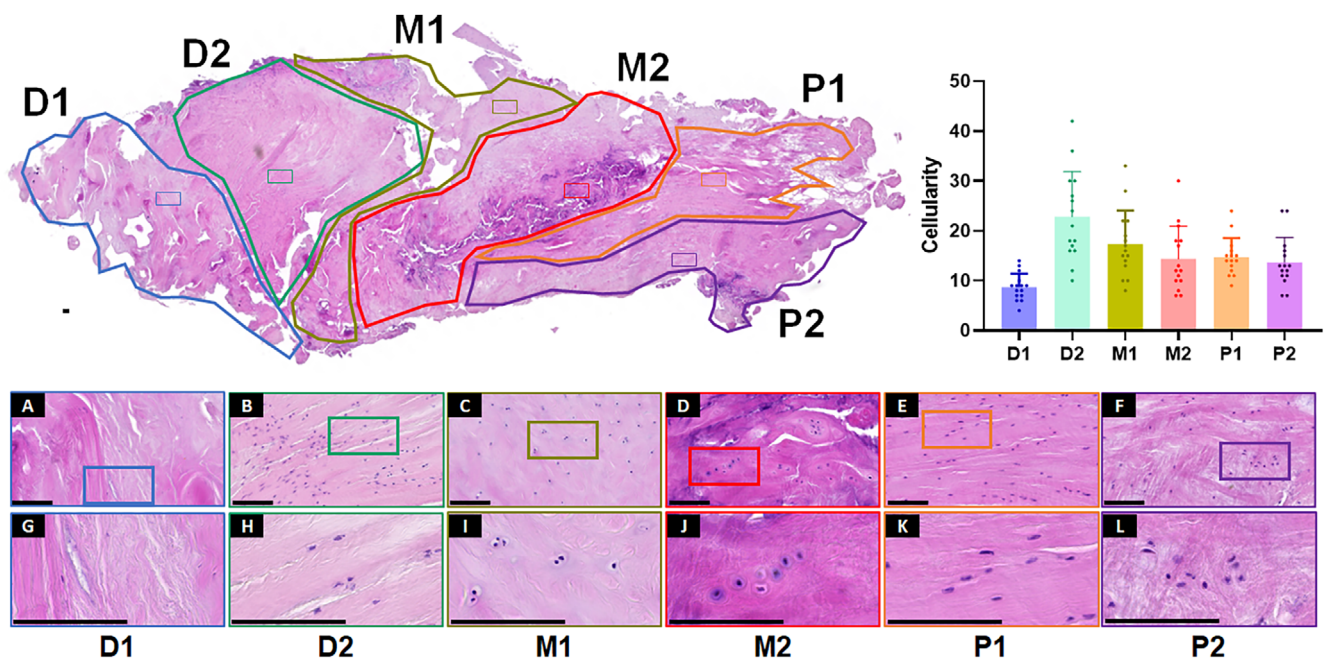 D1
D2
M1
M2
P1
P2
Cellularity
50
40
30
20
10
0
D1 D2 M1 M2 P1 P2
A B C D E F
G H I J K L
D1 D2 M1 M2 P1 P2